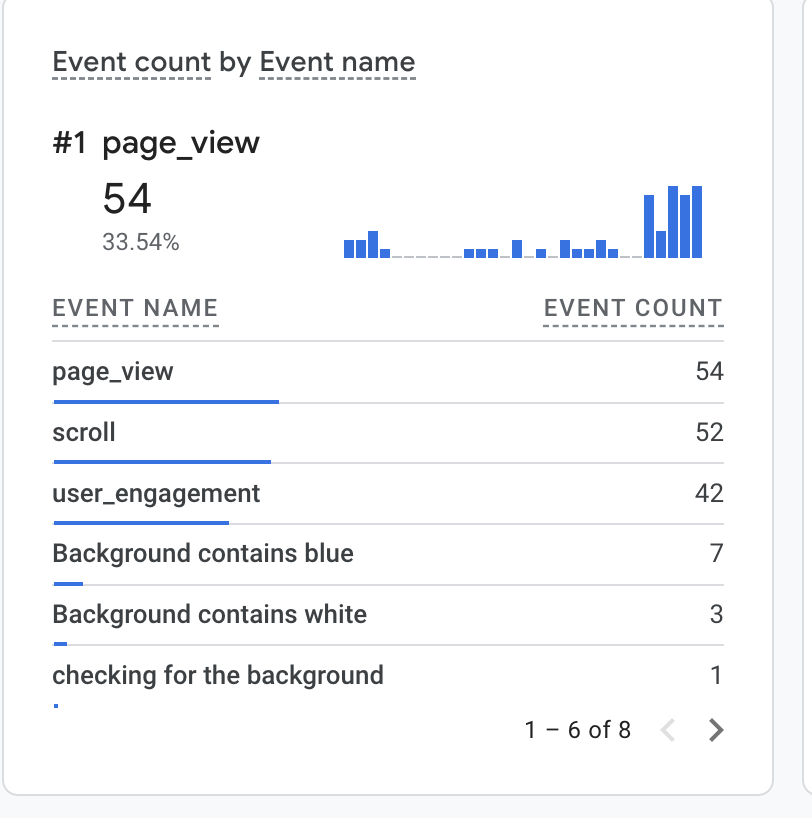 Event count by Event name
#1 page_view
54
33.54%
EVENT NAME EVENT COUNT
page_view 54
scroll 52
user_engagement 42
Background contains blue 7
Background contains white 3
checking for the background 1
1 – 6 of 8